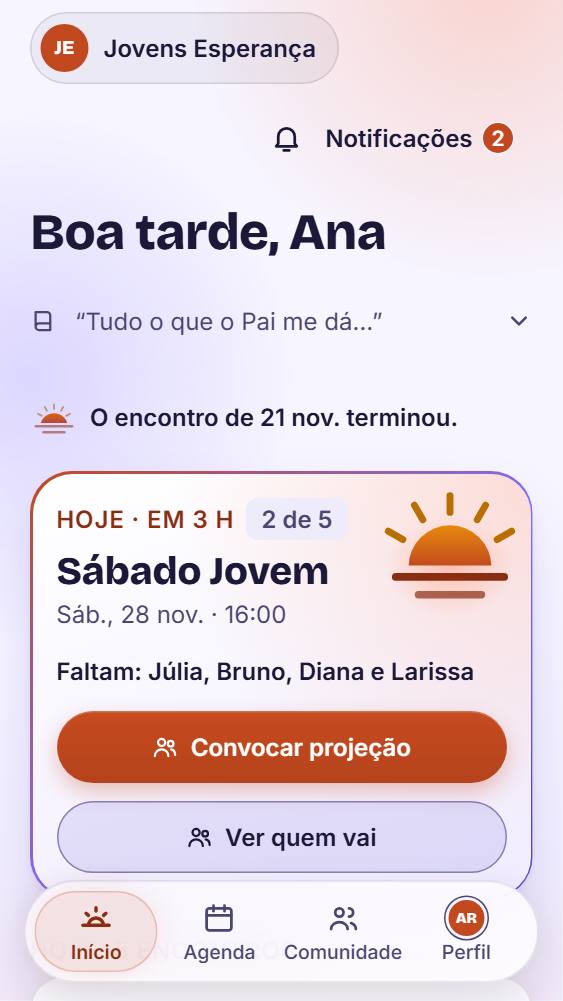 JE Jovens Esperança
Notificações 2
Boa tarde, Ana
“Tudo o que o Pai me dá...”
O encontro de 21 nov. terminou.
HOJE · EM 3 H 2 de 5
Sábado Jovem
Sáb., 28 nov. · 16:00
Faltam: Júlia, Bruno, Diana e Larissa
Convocar projeção
Ver quem vai
AR
Início Agenda Comunidade Perfil